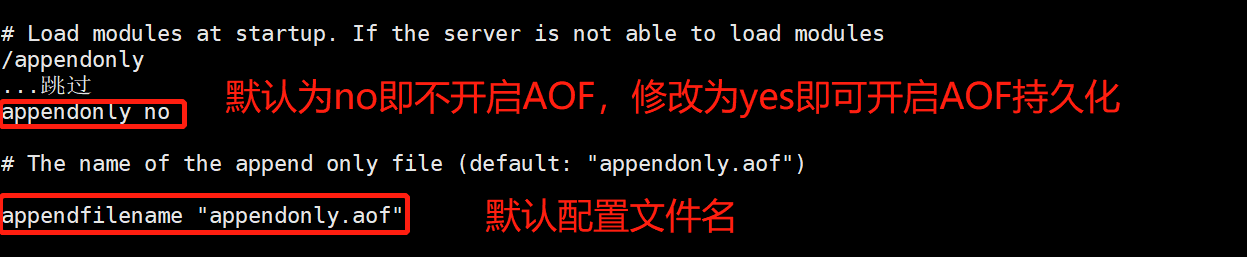 # Load modules at startup. If the server is not able to load modules
/appendonly
...跳过
appendonly no
默认为no即不开启AOF，修改为yes即可开启AOF持久化
# The name of the append only file (default: "appendonly.aof")
appendfilename "appendonly.aof"
默认配置文件名